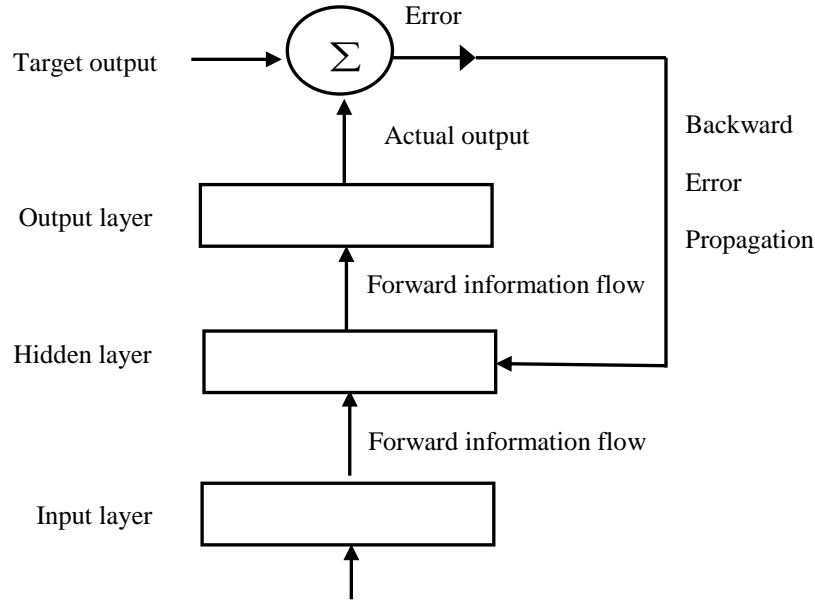 Error
Σ
Target output
Actual output
Backward
Error
Propagation
Output layer
Forward information flow
Hidden layer
Forward information flow
Input layer